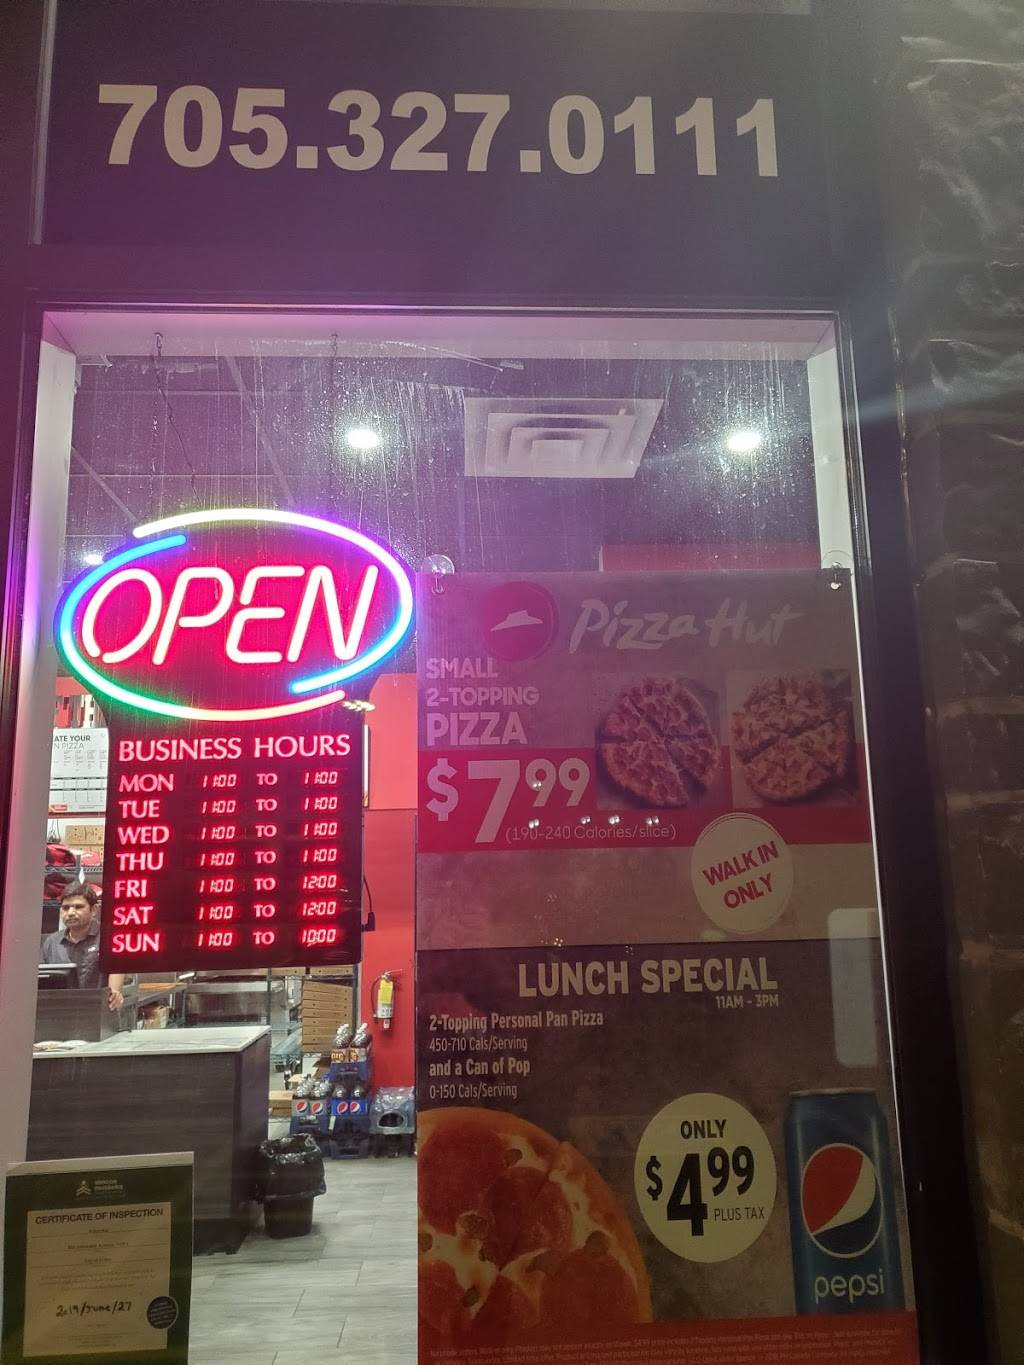 705.327.0111
OPEN
BUSINESS HOURS
MON 11:00 TO 11:00
TUE 11:00 TO 11:00
WED 11:00 TO 11:00
THU 11:00 TO 11:00
FRI 11:00 TO 12:00
SAT 11:00 TO 12:00
SUN 11:00 TO 10:00
Pizza Hut
SMALL
2-TOPPING
PIZZA
$7.99
(190-240 Calories/slice)
WALK IN
ONLY
LUNCH SPECIAL
11AM - 3PM
2-Topping Personal Pan Pizza
450-710 Cals/Serving
and a Can of Pop
0-150 Cals/Serving
ONLY
$4.99
PLUS TAX
pepsi
ATE YOUR
N PIZZA
simcoe
muskoka
CERTIFICATE OF INSPECTION
2019/June/27